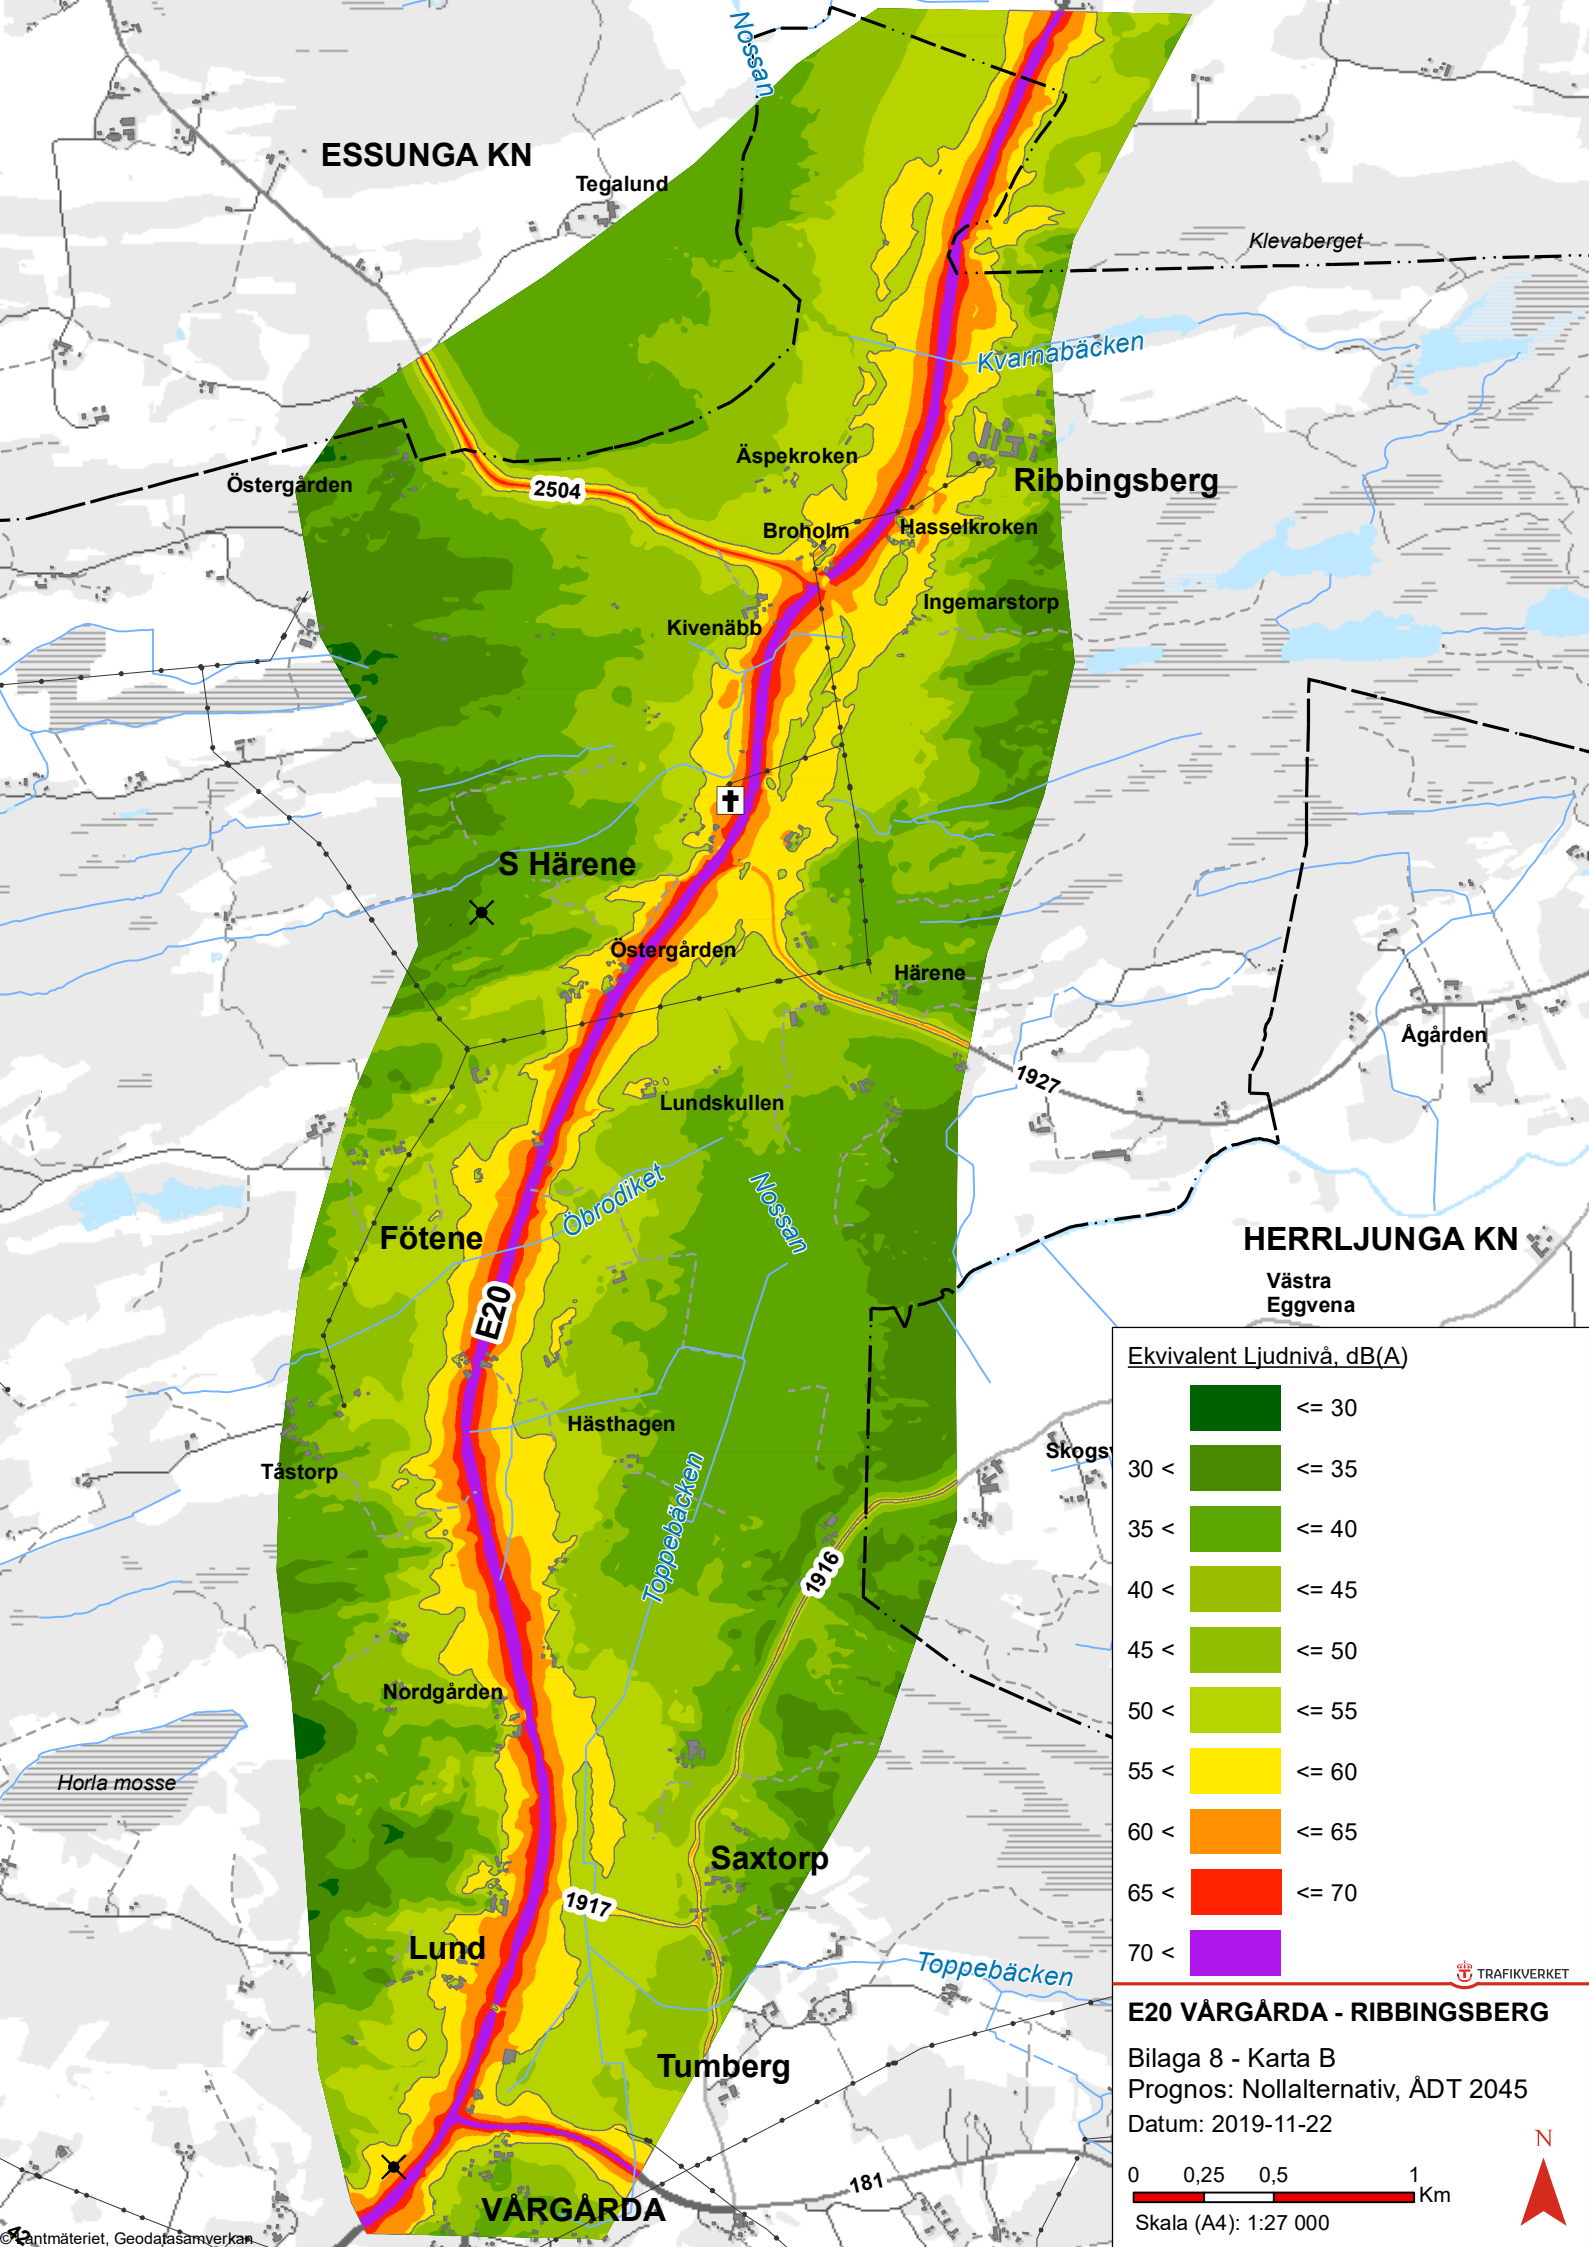 Nossan
ESSUNGA KN
Tegalund
Klevaberget
Kvarnabäcken
Äspekroken
Ribbingsberg
Östergården
2504
Broholm
Hasselkroken
Ingemarstorp
Kivenäbb
S Härene
Östergården
Härene
Ågården
1927
Lundskullen
Nossan
Öbrodiket
Fötene
HERRLJUNGA KN
Västra
Eggvena
E20
Hästhagen
Tåstorp
Toppebäcken
1916
Nordgården
Horla mosse
Saxtorp
1917
Lund
Toppebäcken
Tumberg
VÅRGÅRDA
181
42
Ekvivalent Ljudnivå, dB(A)
<= 30
30 < <= 35
35 < <= 40
40 < <= 45
45 < <= 50
50 < <= 55
55 < <= 60
60 < <= 65
65 < <= 70
70 <
TRAFIKVERKET
E20 VÅRGÅRDA - RIBBINGSBERG
Bilaga 8 - Karta B
Prognos: Nollalternativ, ÅDT 2045
Datum: 2019-11-22
N
0 0,25 0,5 1
Km
Skala (A4): 1:27 000
© Lantmäteriet, Geodatasamverkan